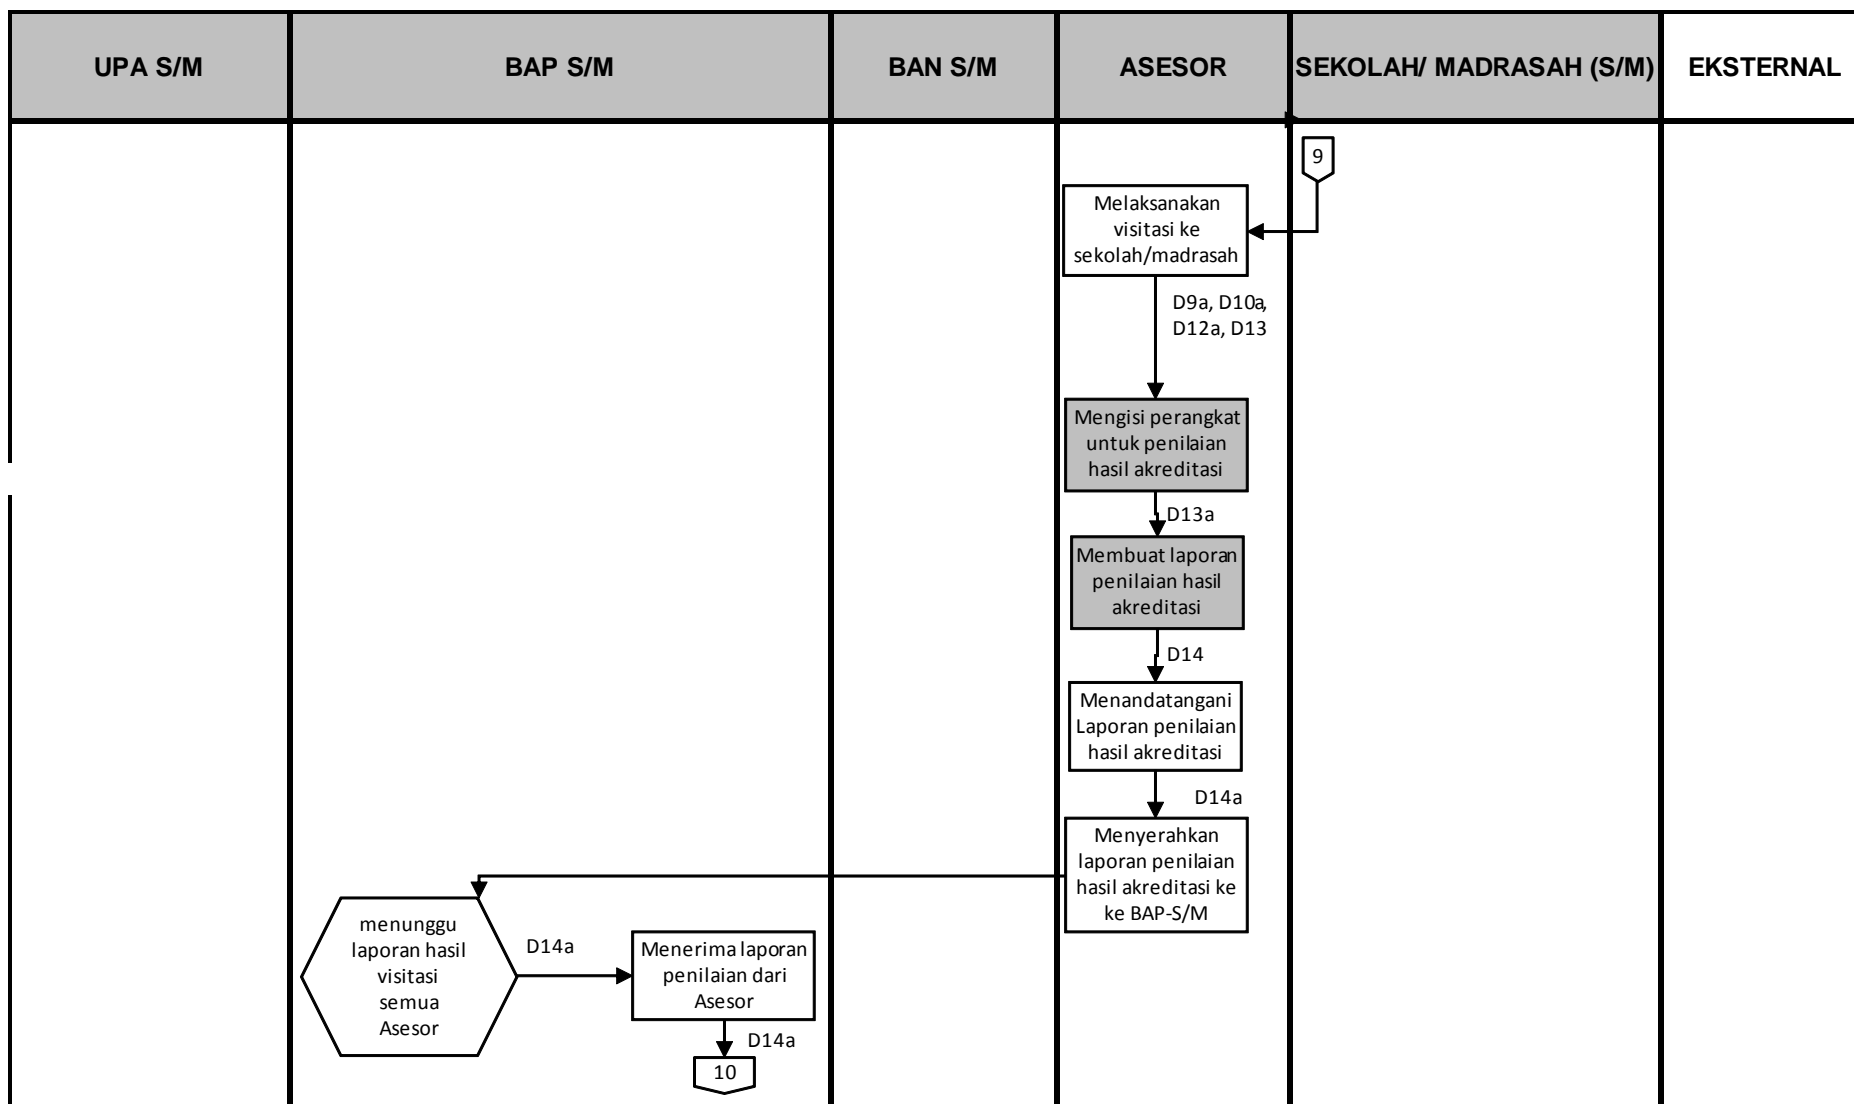 UPA S/M
BAP S/M
BAN S/M
ASESOR
SEKOLAH/ MADRASAH (S/M)
EKSTERNAL
9
Melaksanakan
visitasi ke
sekolah/madrasah
D9a, D10a,
D12a, D13
Mengisi perangkat
untuk penilaian
hasil akreditasi
D13a
Membuat laporan
penilaian hasil
akreditasi
D14
Menandatangani
Laporan penilaian
hasil akreditasi
D14a
Menyerahkan
laporan penilaian
hasil akreditasi ke
ke BAP-S/M
menunggu
laporan hasil
visitasi
semua
Asesor
D14a
Menerima laporan
penilaian dari
Asesor
D14a
10